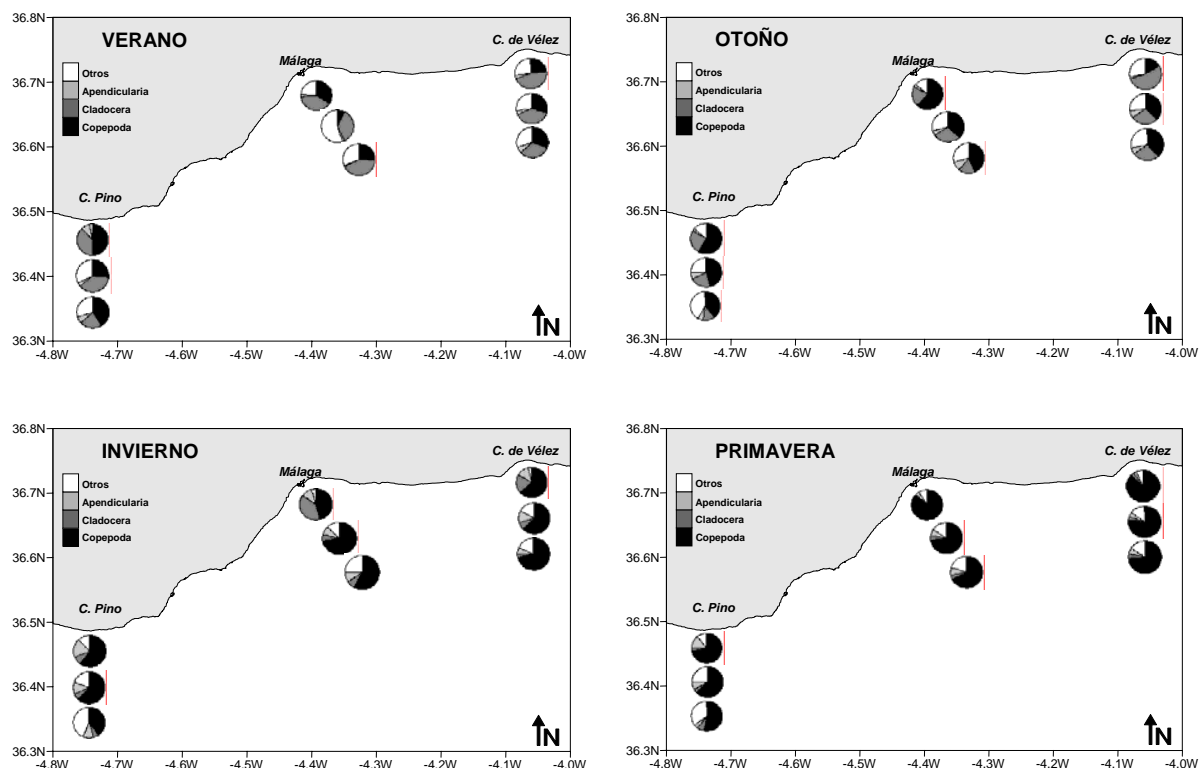 36.8N
VERANO
C. de Vélez
Málaga
36.7N
Otros
Apendicularia
Cladocera
Copepoda
36.6N
C. Pino
36.5N
36.4N
36.3N
N
-4.8W -4.7W -4.6W -4.5W -4.4W -4.3W -4.2W -4.1W -4.0W
36.8N
OTOÑO
C. de Vélez
Málaga
36.7N
Otros
Apendicularia
Cladocera
Copepoda
36.6N
C. Pino
36.5N
36.4N
36.3N
N
-4.8W -4.7W -4.6W -4.5W -4.4W -4.3W -4.2W -4.1W -4.0W
36.8N
INVIERNO
C. de Vélez
Málaga
36.7N
Otros
Apendicularia
Cladocera
Copepoda
36.6N
C. Pino
36.5N
36.4N
36.3N
N
-4.8W -4.7W -4.6W -4.5W -4.4W -4.3W -4.2W -4.1W -4.0W
36.8N
PRIMAVERA
C. de Vélez
Málaga
36.7N
Otros
Apendicularia
Cladocera
Copepoda
36.6N
C. Pino
36.5N
36.4N
36.3N
N
-4.8W -4.7W -4.6W -4.5W -4.4W -4.3W -4.2W -4.1W -4.0W